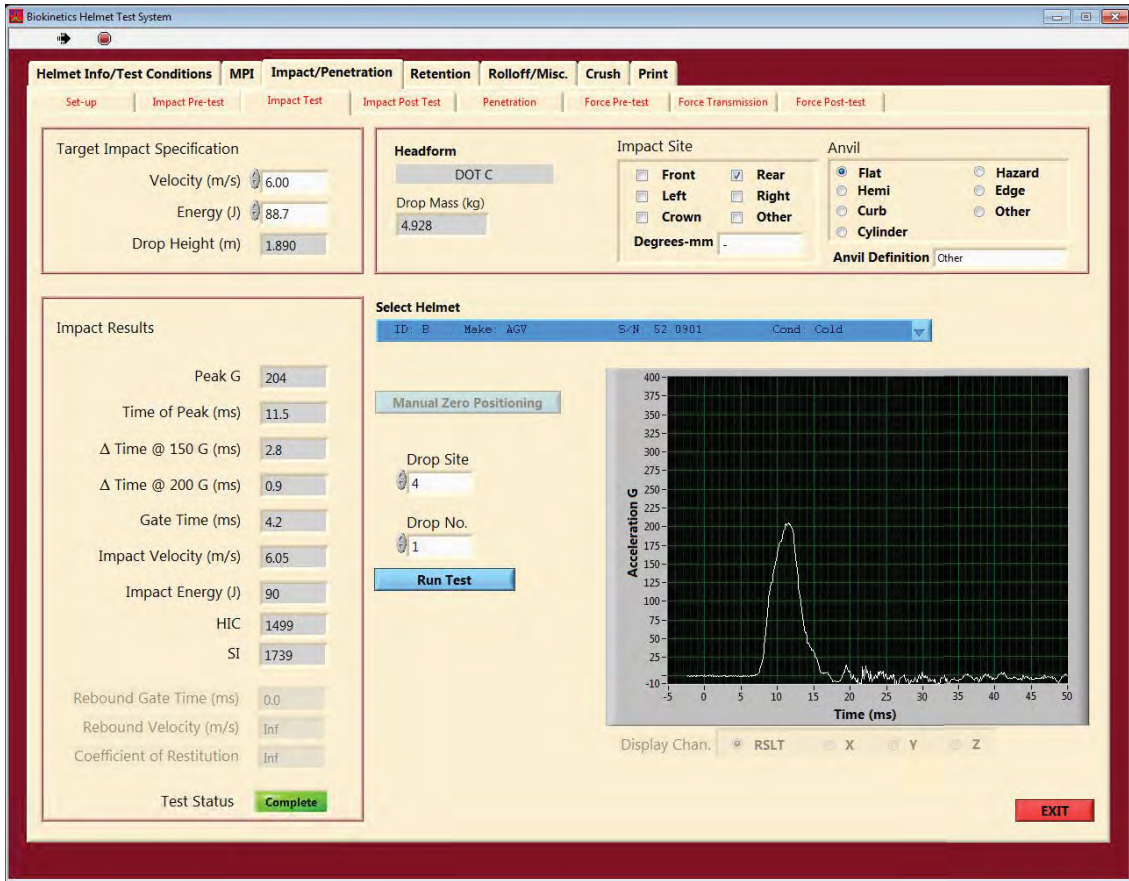 Biokinetics Helmet Test System
Helmet Info/Test Conditions MPI Impact/Penetration Retention Rolloff/Misc. Crush Print
Set-up Impact Pre-test Impact Test Impact Post Test Penetration Force Pre-test Force Transmission Force Post-test
Target Impact Specification
Velocity (m/s) 6.00
Energy (J) 88.7
Drop Height (m) 1.890
Headform
DOT C
Drop Mass (kg)
4.928
Impact Site
Front Rear
Left Right
Crown Other
Degrees-mm -
Anvil
Flat Hazard
Hemi Edge
Curb Other
Cylinder
Anvil Definition Other
Select Helmet
ID: B Make: AGV S/N: 52 0901 Cond: Cold
Impact Results
Peak G 204
Time of Peak (ms) 11.5
Δ Time @ 150 G (ms) 2.8
Δ Time @ 200 G (ms) 0.9
Gate Time (ms) 4.2
Impact Velocity (m/s) 6.05
Impact Energy (J) 90
HIC 1499
SI 1739
Rebound Gate Time (ms) 0.0
Rebound Velocity (m/s) Inf
Coefficient of Restitution Inf
Test Status Complete
Manual Zero Positioning
Drop Site
4
Drop No.
1
Run Test
Acceleration G
400
375
350
325
300
275
250
225
200
175
150
125
100
75
50
25
-10
-5 0 5 10 15 20 25 30 35 40 45 50
Time (ms)
Display Chan. RSLT X Y Z
EXIT